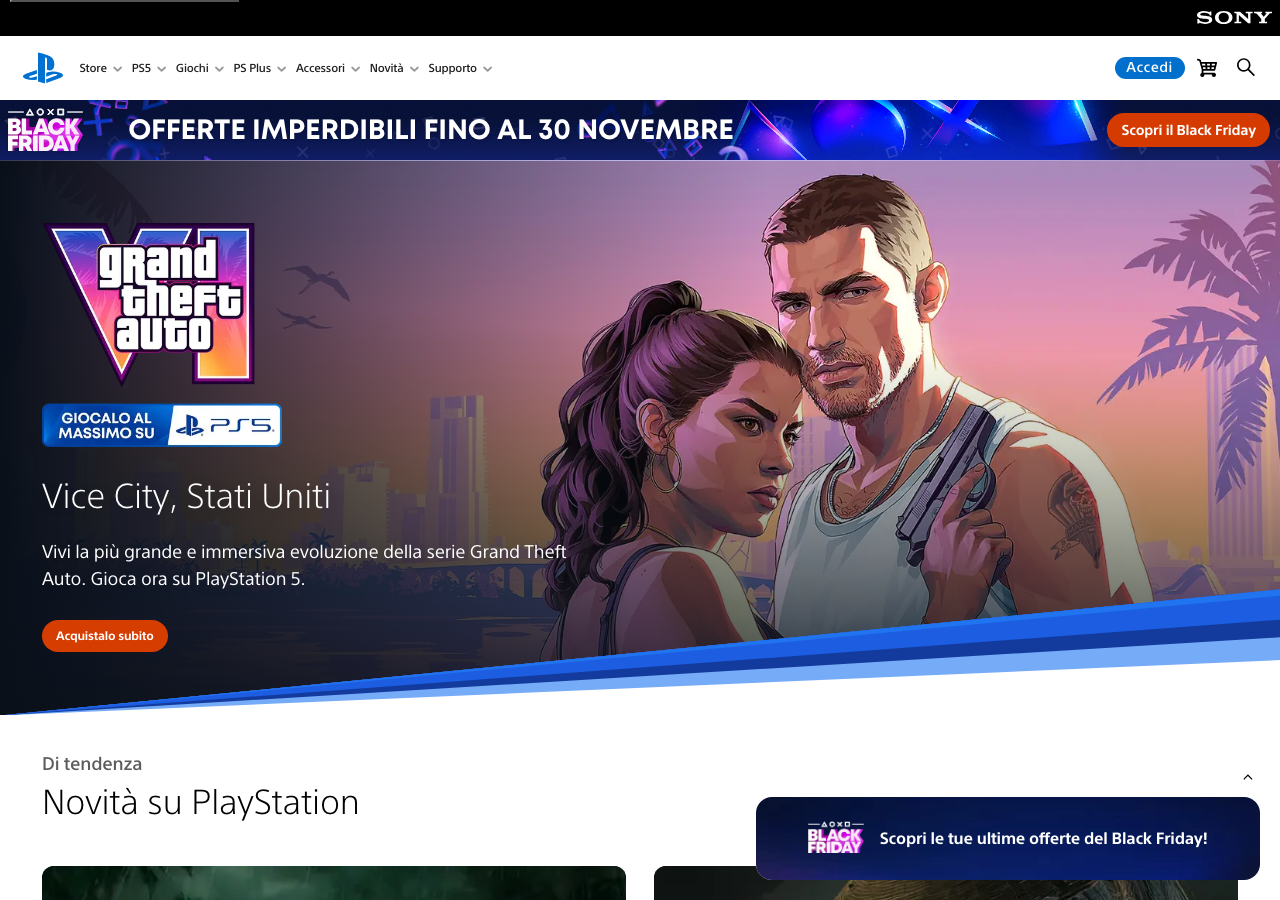 SONY
Store
PS5
Giochi
PS Plus
Accessori
Novità
Supporto
Accedi
BLACK
FRIDAY
OFFERTE IMPERDIBILI FINO AL 30 NOVEMBRE
Scopri il Black Friday
VI
grand
theft
auto
GIOCALO AL
MASSIMO SU
PS5
Vice City, Stati Uniti
Vivi la più grande e immersiva evoluzione della serie Grand Theft
Auto. Gioca ora su PlayStation 5.
Acquistalo subito
Di tendenza
Novità su PlayStation
BLACK
FRIDAY
Scopri le tue ultime offerte del Black Friday!